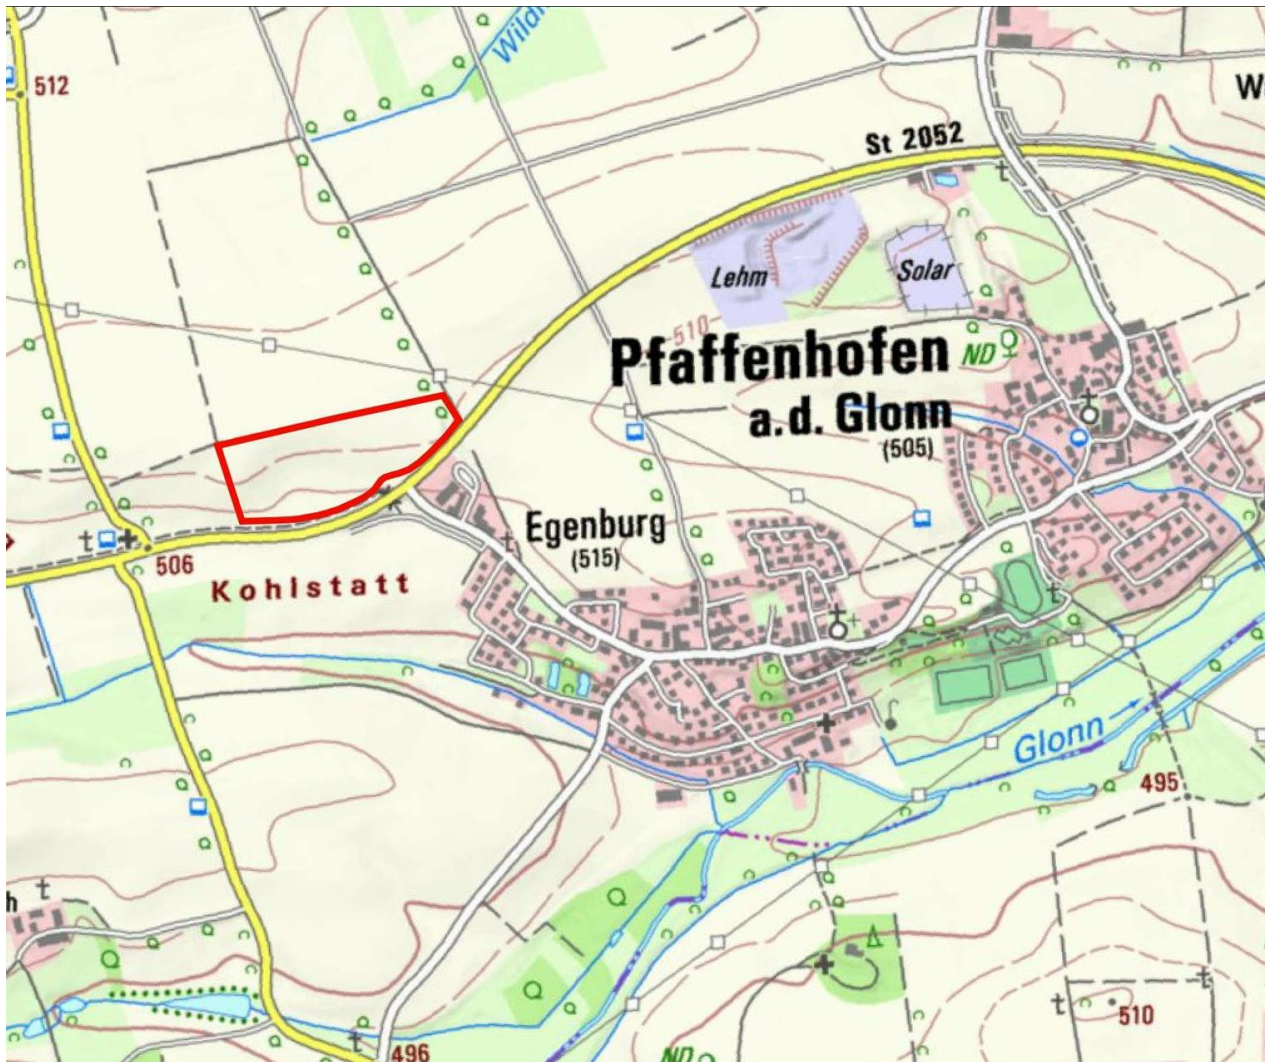 Wildm
512
W
St 2052
Lehm
Solar
510
Pfaffenhofen
ND
a.d. Glonn
(505)
Egenburg
(515)
506
Kohlstatt
Glonn
495
h
510
496
ND